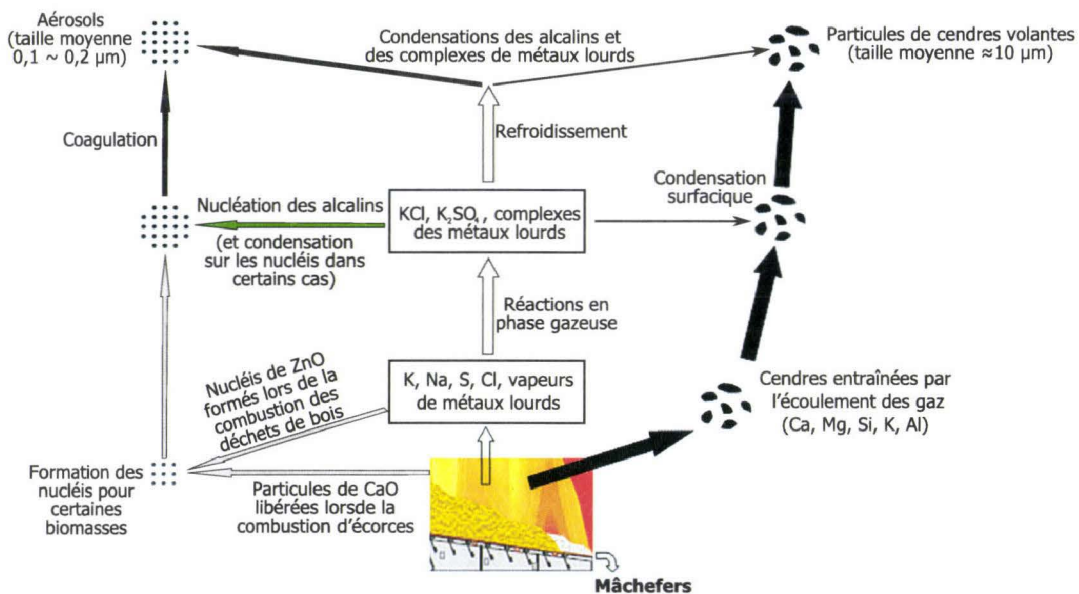 Aérosols
(taille moyenne
0,1 ~ 0,2 µm)
Condensations des alcalins et
des complexes de métaux lourds
Particules de cendres volantes
(taille moyenne ≈10 µm)
Coagulation
Refroidissement
Nucléation des alcalins
(et condensation
sur les nucléis dans
certains cas)
KCl, K₂SO₄, complexes
des métaux lourds
Condensation
surfacique
Réactions en
phase gazeuse
Nucléis de ZnO
formés lors de la
combustion des
déchets de bois
K, Na, S, Cl, vapeurs
de métaux lourds
Cendres entraînées par
l'écoulement des gaz
(Ca, Mg, Si, K, Al)
Formation des
nucléis pour
certaines
biomasses
Particules de CaO
libérées lorsde la
combustion d'écorces
Mâchefers